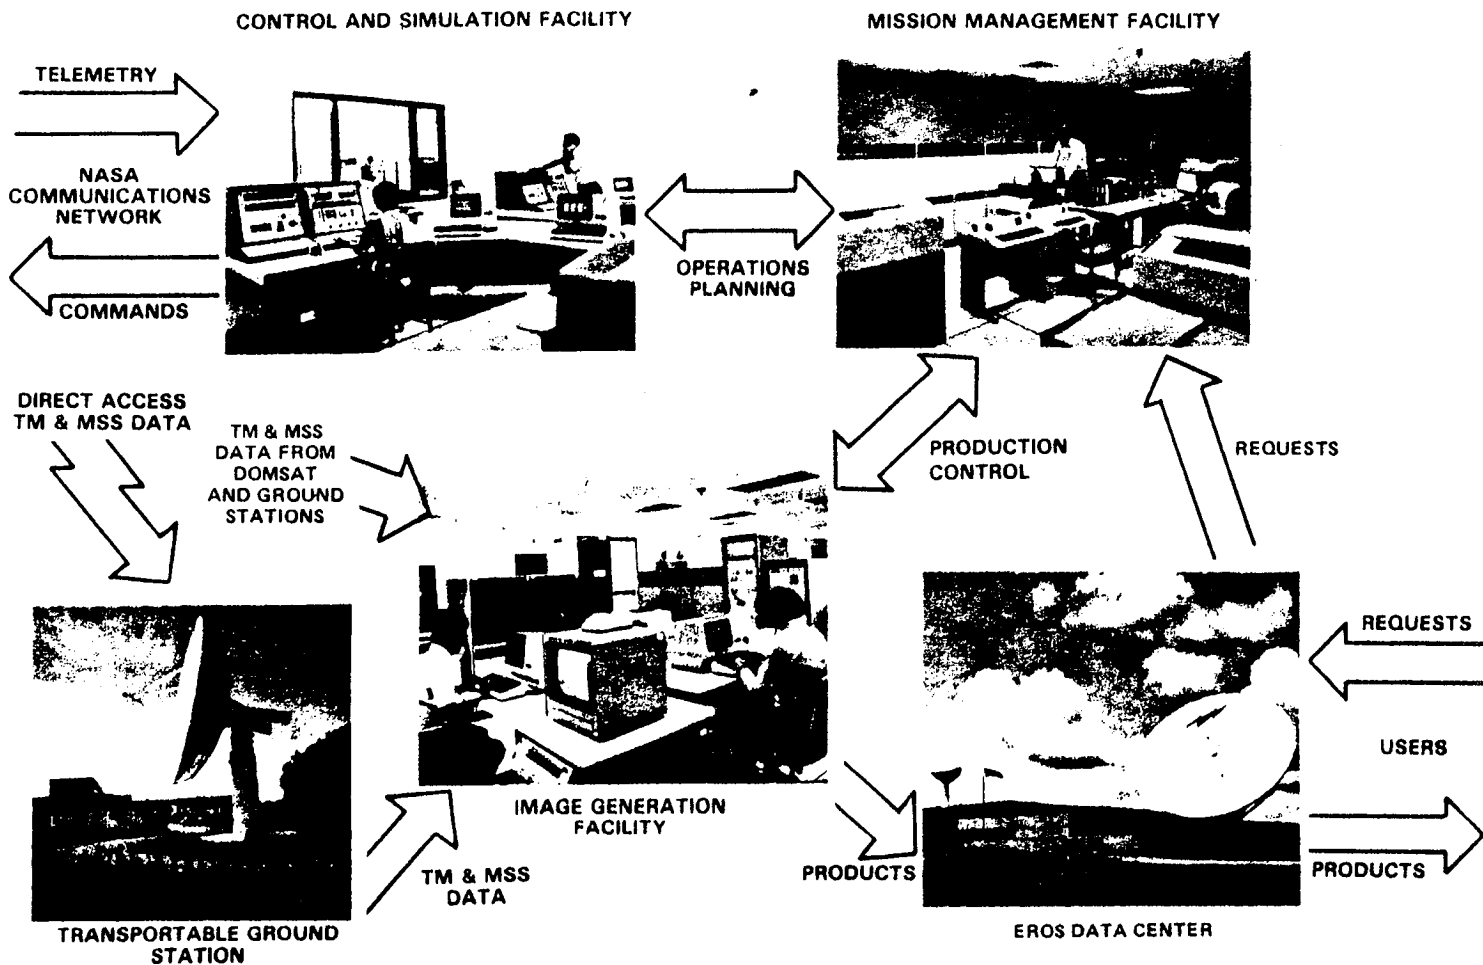 CONTROL AND SIMULATION FACILITY
MISSION MANAGEMENT FACILITY
TELEMETRY
NASA
COMMUNICATIONS
NETWORK
COMMANDS
OPERATIONS
PLANNING
DIRECT ACCESS
TM & MSS DATA
TM & MSS
DATA FROM
DOMSAT
AND GROUND
STATIONS
PRODUCTION
CONTROL
REQUESTS
REQUESTS
USERS
IMAGE GENERATION
FACILITY
TM & MSS
DATA
PRODUCTS
PRODUCTS
TRANSPORTABLE GROUND
STATION
EROS DATA CENTER